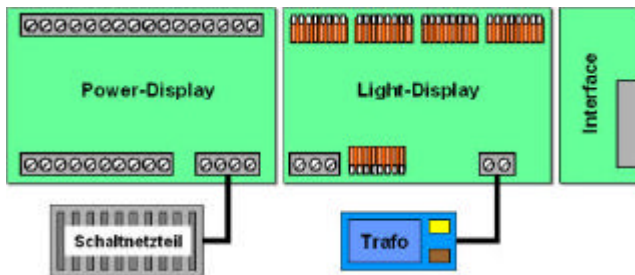 Power-Display
Light-Display
Interface
Schaltnetzteil
Trafo